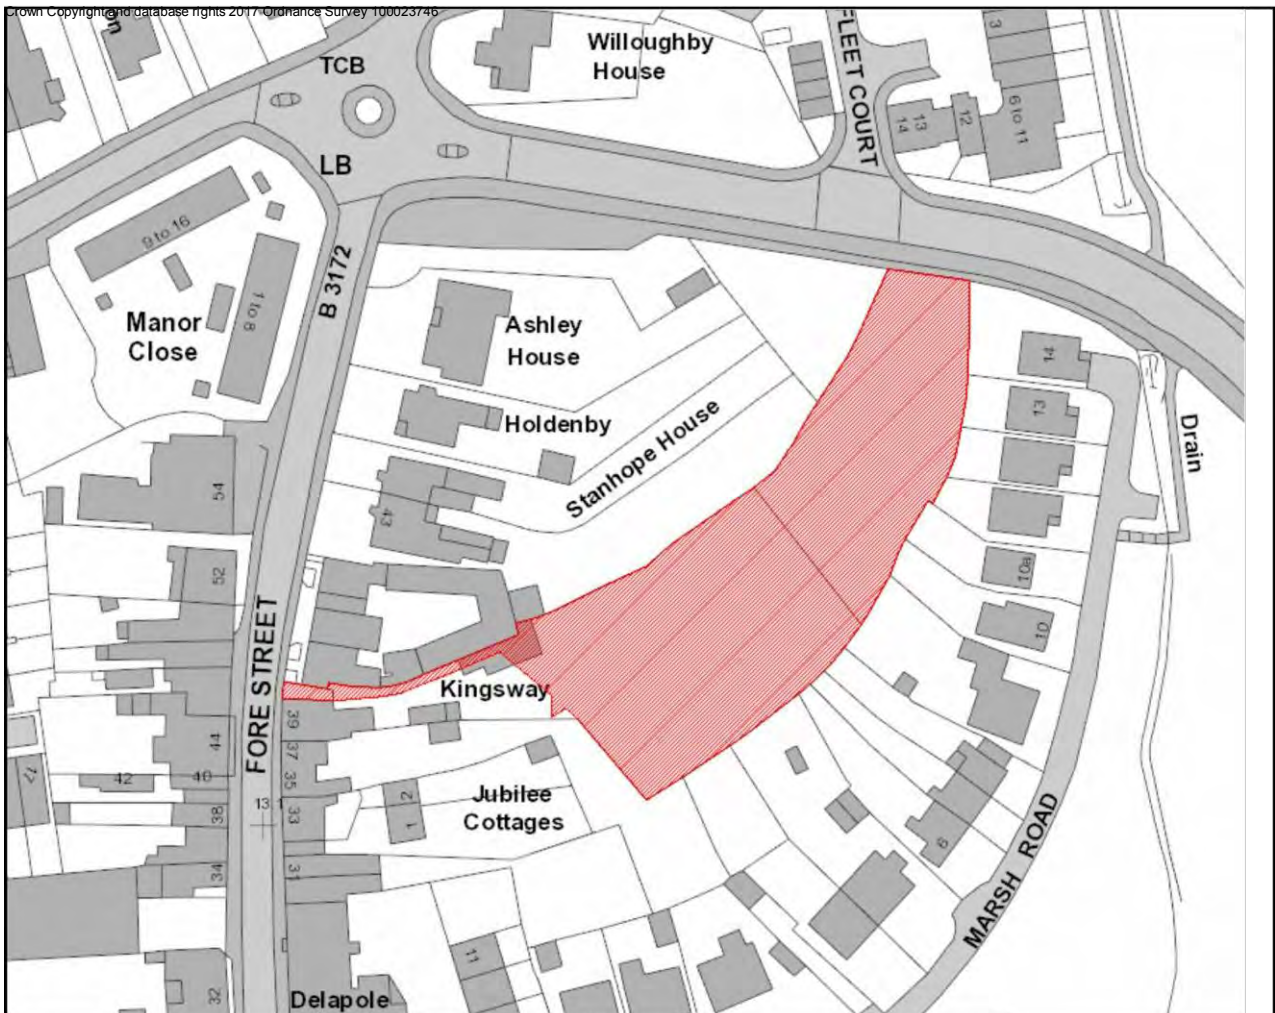 Crown Copyright and database rights 2017 Ordnance Survey 100023746
on
TCB
Willoughby
House
FLEET COURT
3
6 to 11
12
13
14
LB
9 to 16
1 to 8
B 3172
Manor
Close
Ashley
House
Holdenby
Stanhope House
14
13
Drain
54
43
52
10a
10
FORE STREET
Kingsway
39
37
35
33
31
44
42
40
38
34
13.1
2
1
Jubilee
Cottages
6
MARSH ROAD
11
32
Delapole